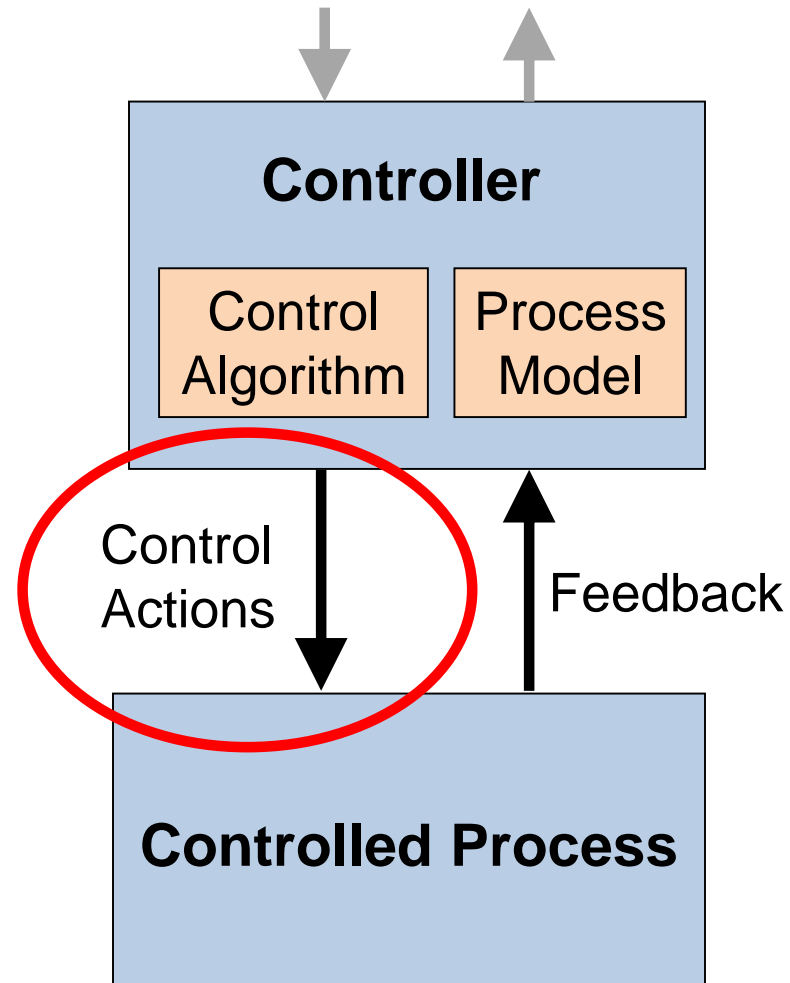 Controller
Control
Algorithm
Process
Model
Control
Actions
Feedback
Controlled Process